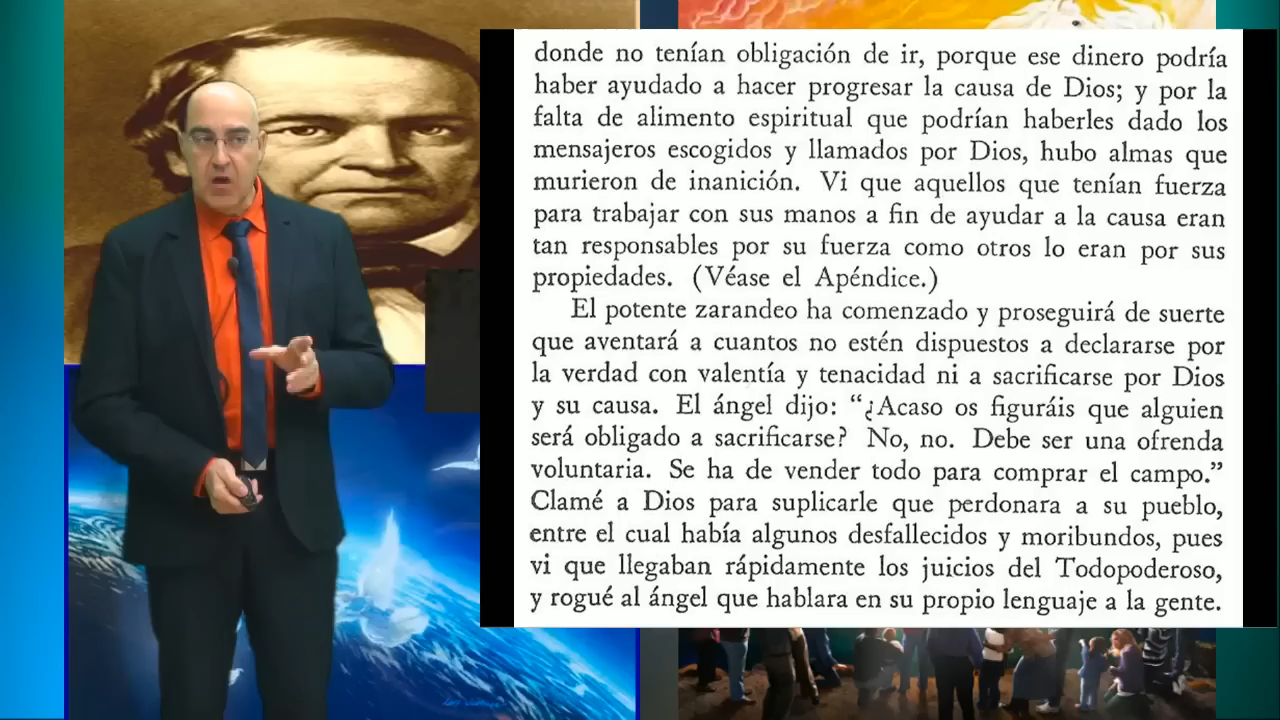 donde no tenían obligación de ir, porque ese dinero podría
haber ayudado a hacer progresar la causa de Dios; y por la
falta de alimento espiritual que podrían haberles dado los
mensajeros escogidos y llamados por Dios, hubo almas que
murieron de inanición. Vi que aquellos que tenían fuerza
para trabajar con sus manos a fin de ayudar a la causa eran
tan responsables por su fuerza como otros lo eran por sus
propiedades. (Véase el Apéndice.)
El potente zarandeo ha comenzado y proseguirá de suerte
que aventará a cuantos no estén dispuestos a declararse por
la verdad con valentía y tenacidad ni a sacrificarse por Dios
y su causa. El ángel dijo: “¿Acaso os figuráis que alguien
será obligado a sacrificarse? No, no. Debe ser una ofrenda
voluntaria. Se ha de vender todo para comprar el campo.”
Clamé a Dios para suplicarle que perdonara a su pueblo,
entre el cual había algunos desfallecidos y moribundos, pues
vi que llegaban rápidamente los juicios del Todopoderoso,
y rogué al ángel que hablara en su propio lenguaje a la gente.